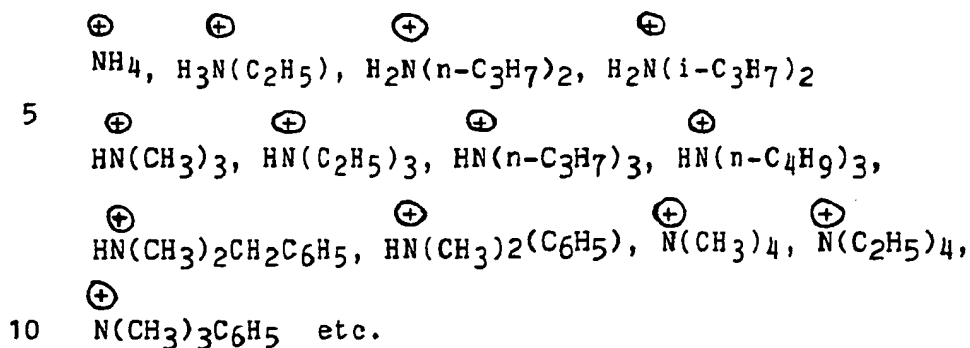 ⊕ ⊕ ⊕ ⊕
NH4, H3N(C2H5), H2N(n-C3H7)2, H2N(i-C3H7)2
5
⊕ ⊕ ⊕ ⊕
HN(CH3)3, HN(C2H5)3, HN(n-C3H7)3, HN(n-C4H9)3,
⊕ ⊕ ⊕ ⊕
HN(CH3)2CH2C6H5, HN(CH3)2(C6H5), N(CH3)4, N(C2H5)4,
⊕
10 N(CH3)3C6H5 etc.